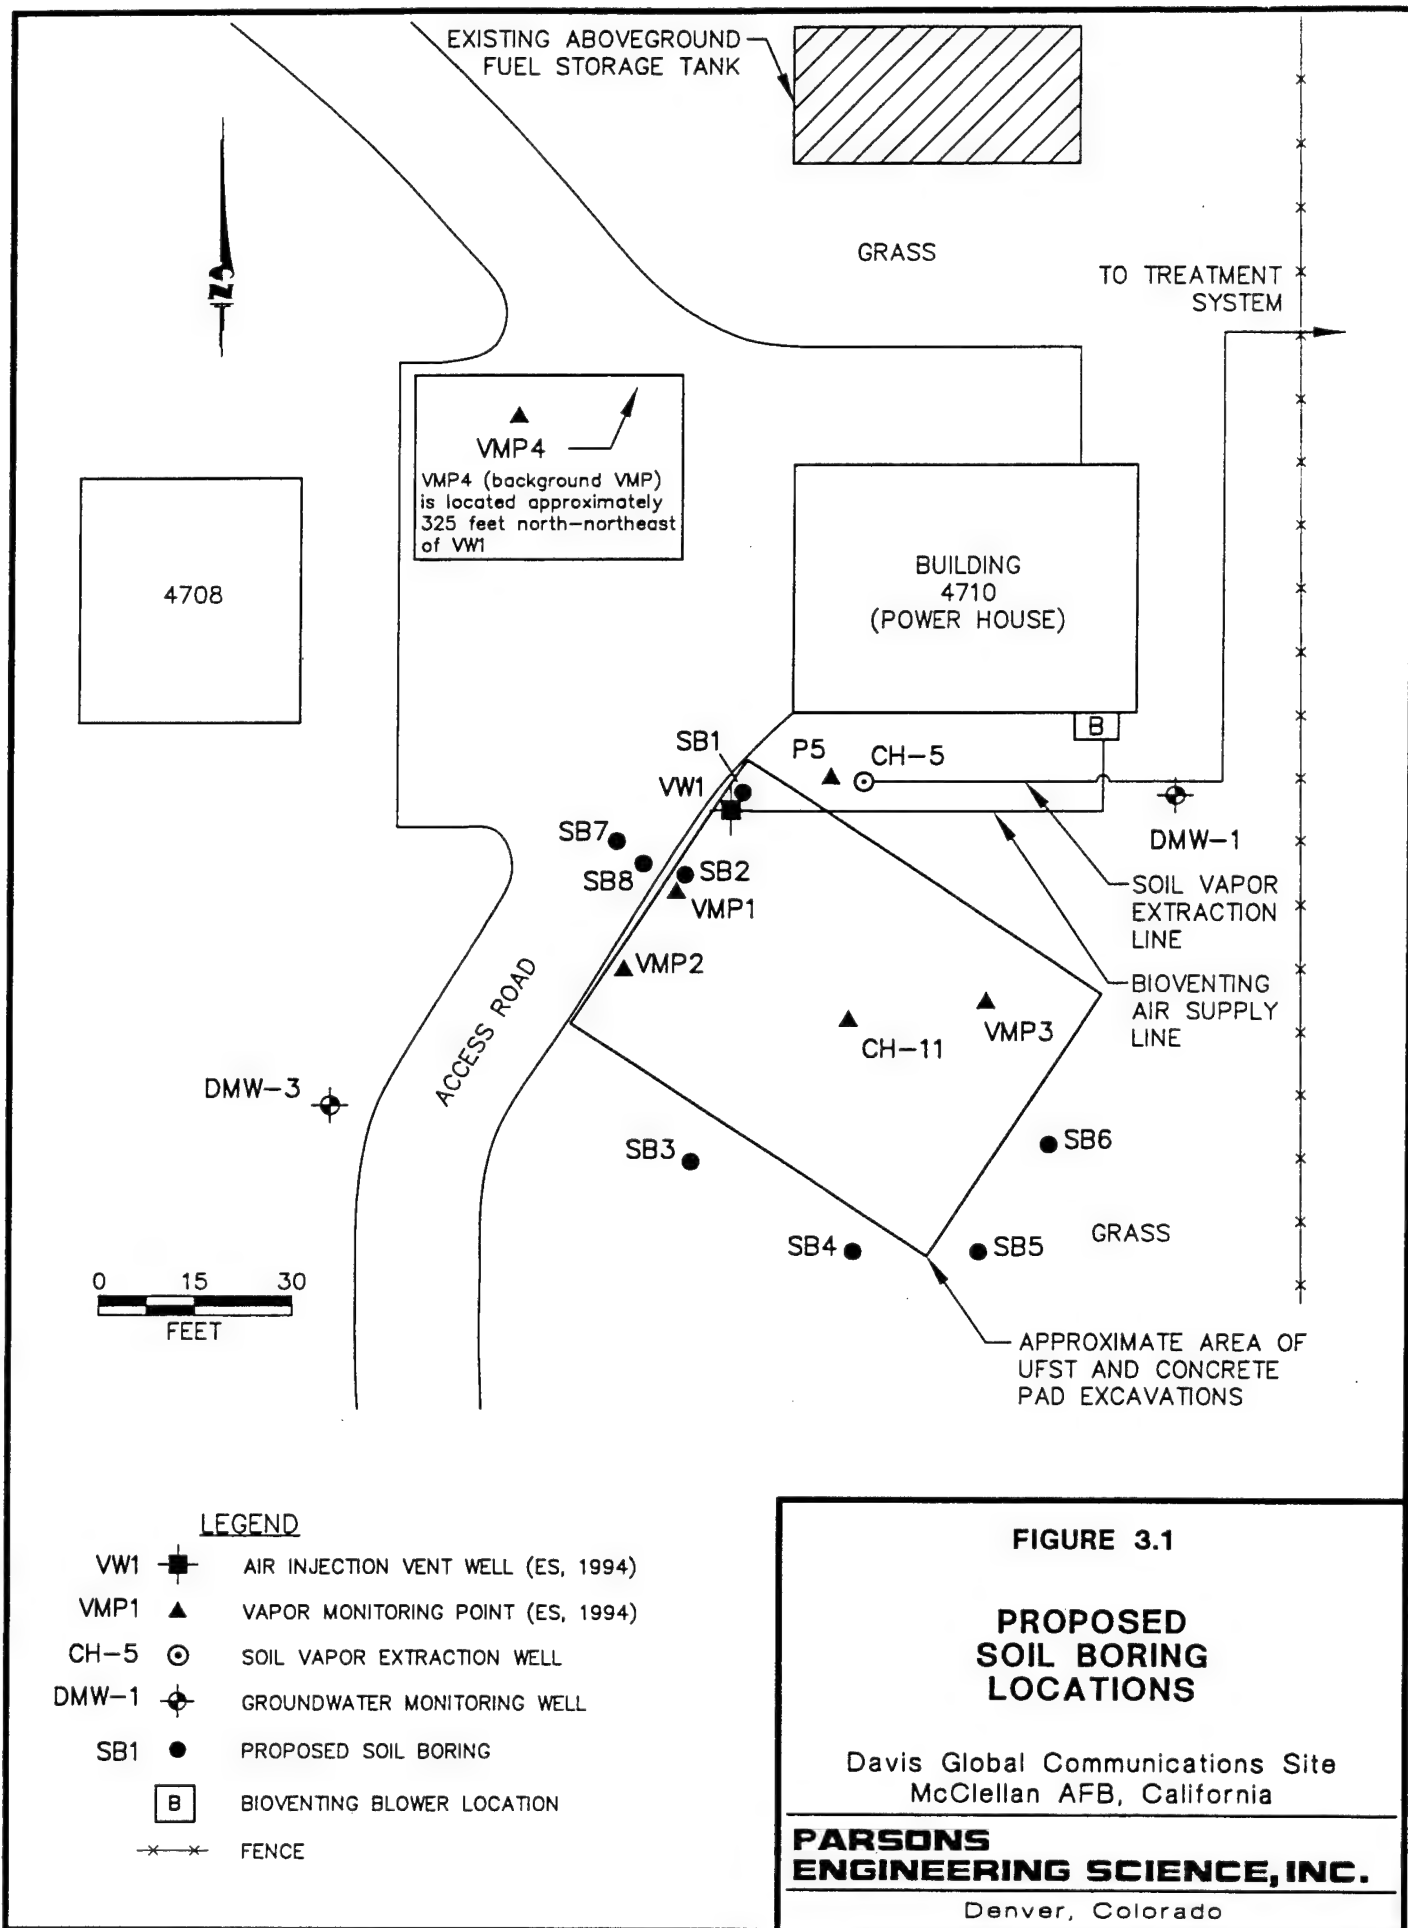 EXISTING ABOVEGROUND
FUEL STORAGE TANK
N
GRASS
TO TREATMENT
SYSTEM
VMP4
VMP4 (background VMP)
is located approximately
325 feet north-northeast
of VW1
4708
BUILDING
4710
(POWER HOUSE)
B
SB1
P5
CH-5
VW1
DMW-1
SB7
SB8
SB2
VMP1
SOIL VAPOR
EXTRACTION
LINE
VMP2
ACCESS ROAD
BIOVENTING
AIR SUPPLY
LINE
VMP3
CH-11
DMW-3
SB3
SB6
SB4
SB5
GRASS
0 15 30
FEET
APPROXIMATE AREA OF
UFST AND CONCRETE
PAD EXCAVATIONS
LEGEND
VW1 AIR INJECTION VENT WELL (ES, 1994)
VMP1 VAPOR MONITORING POINT (ES, 1994)
CH-5 SOIL VAPOR EXTRACTION WELL
DMW-1 GROUNDWATER MONITORING WELL
SB1 PROPOSED SOIL BORING
B BIOVENTING BLOWER LOCATION
FENCE
FIGURE 3.1
PROPOSED
SOIL BORING
LOCATIONS
Davis Global Communications Site
McClellan AFB, California
PARSONS
ENGINEERING SCIENCE, INC.
Denver, Colorado